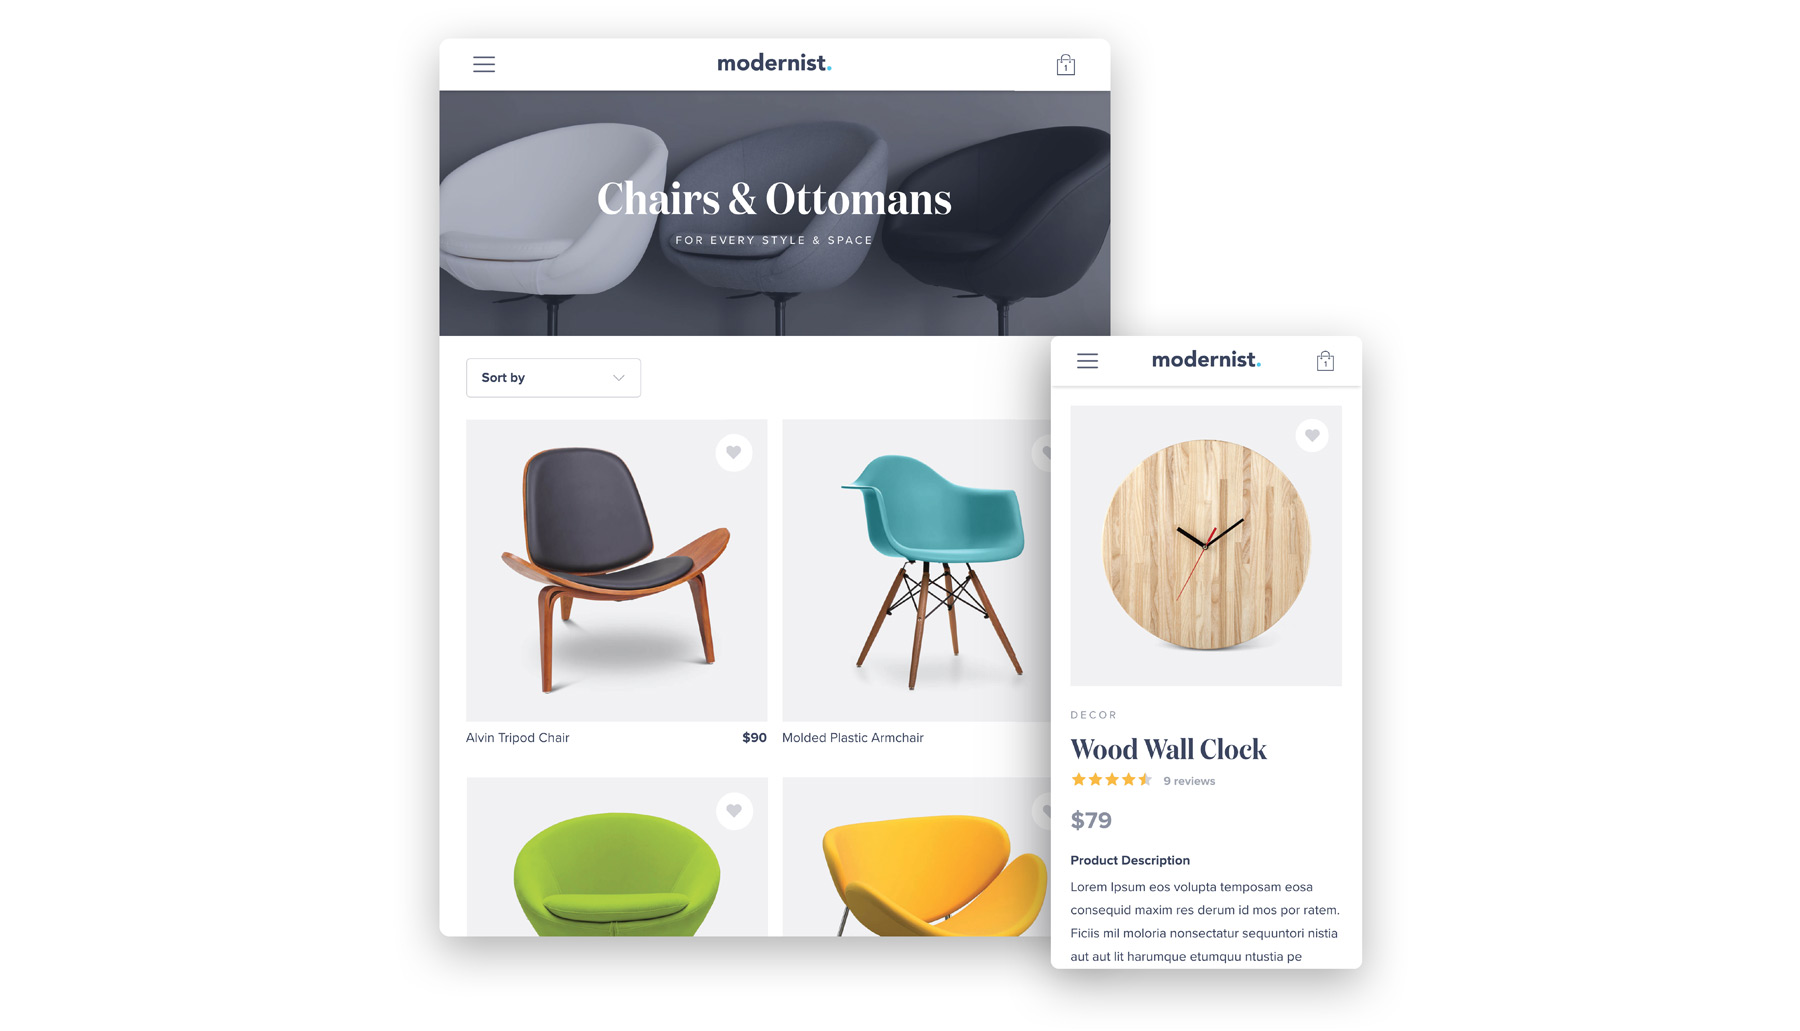 modernist.
1
Chairs & Ottomans
FOR EVERY STYLE & SPACE
Sort by
Alvin Tripod Chair
$90
Molded Plastic Armchair
modernist.
1
DECOR
Wood Wall Clock
9 reviews
$79
Product Description
Lorem Ipsum eos volupta temposam eosa
consequid maxim res derum id mos por ratem.
Ficiis mil moloria nonsectatur sequuntori nistia
aut aut lit harumque etumquu ntustia pe